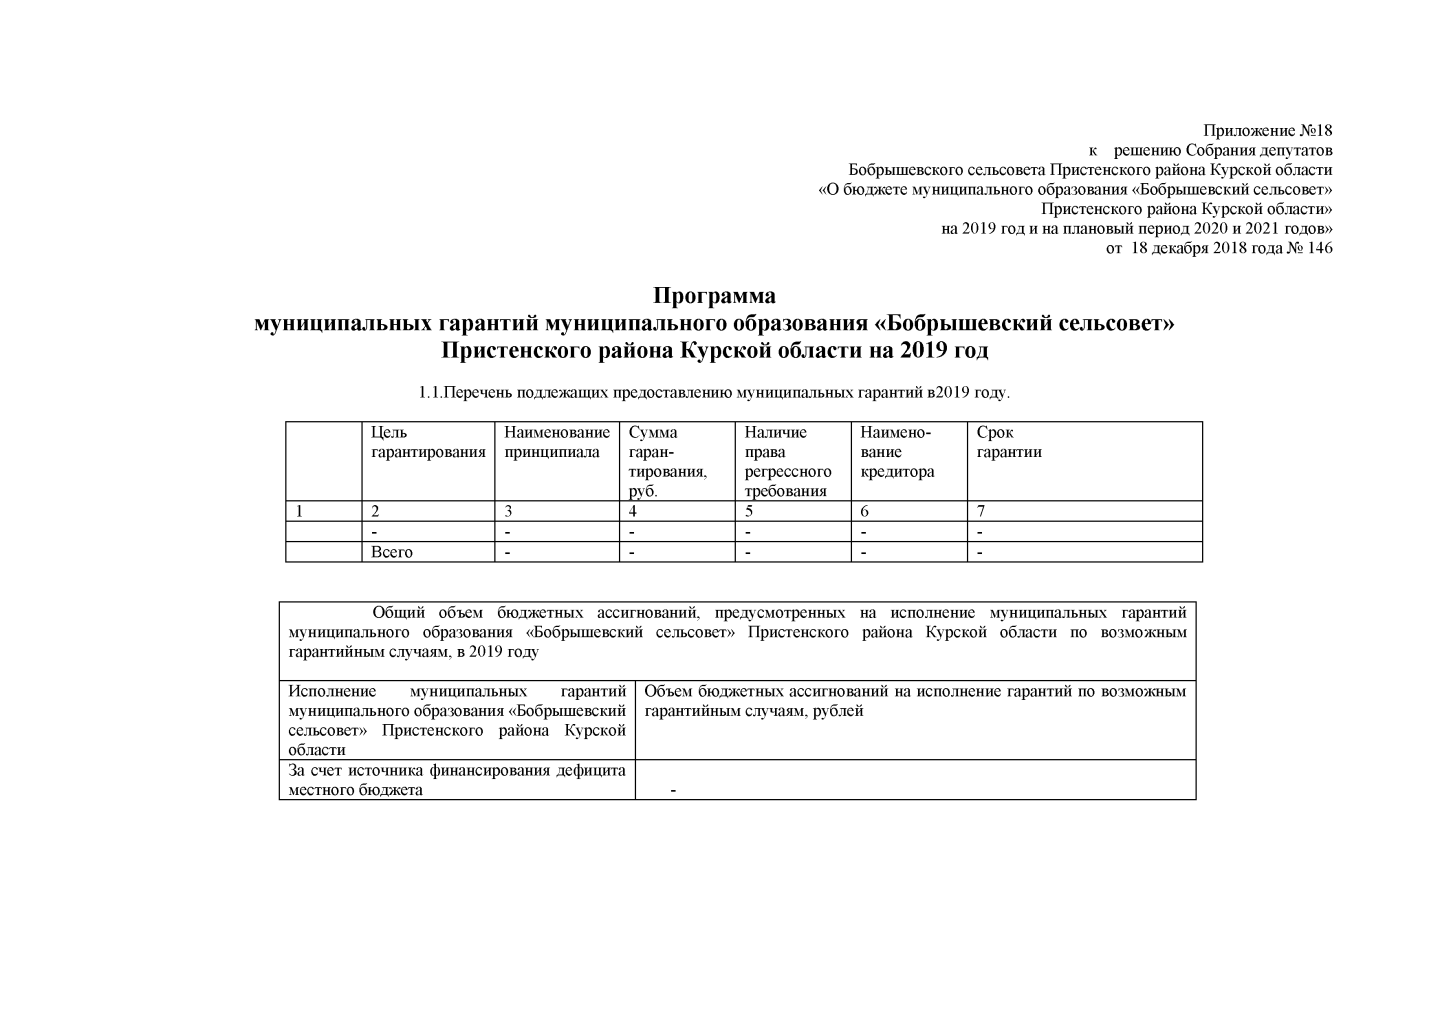 Приложение №18
к решению Собрания депутатов
Бобрышевского сельсовета Пристенского района Курской области
«О бюджете муниципального образования «Бобрышевский сельсовет»
Пристенского района Курской области»
на 2019 год и на плановый период 2020 и 2021 годов»
от 18 декабря 2018 года № 146
Программа
муниципальных гарантий муниципального образования «Бобрышевский сельсовет»
Пристенского района Курской области на 2019 год
1.1.Перечень подлежащих предоставлению муниципальных гарантий в2019 году.
Цель
гарантирования
Наименование
принципиала
Сумма
гаран-
тирования,
руб.
Наличие
права
регрессного
требования
Наимено-
вание
кредитора
Срок
гарантии
1 2 3 4 5 6 7
- - - - - -
Всего - - - - -
Общий объем бюджетных ассигнований, предусмотренных на исполнение муниципальных гарантий
муниципального образования «Бобрышевский сельсовет» Пристенского района Курской области по возможным
гарантийным случаям, в 2019 году
Исполнение муниципальных гарантий
муниципального образования «Бобрышевский
сельсовет» Пристенского района Курской
области
Объем бюджетных ассигнований на исполнение гарантий по возможным
гарантийным случаям, рублей
За счет источника финансирования дефицита
местного бюджета
-